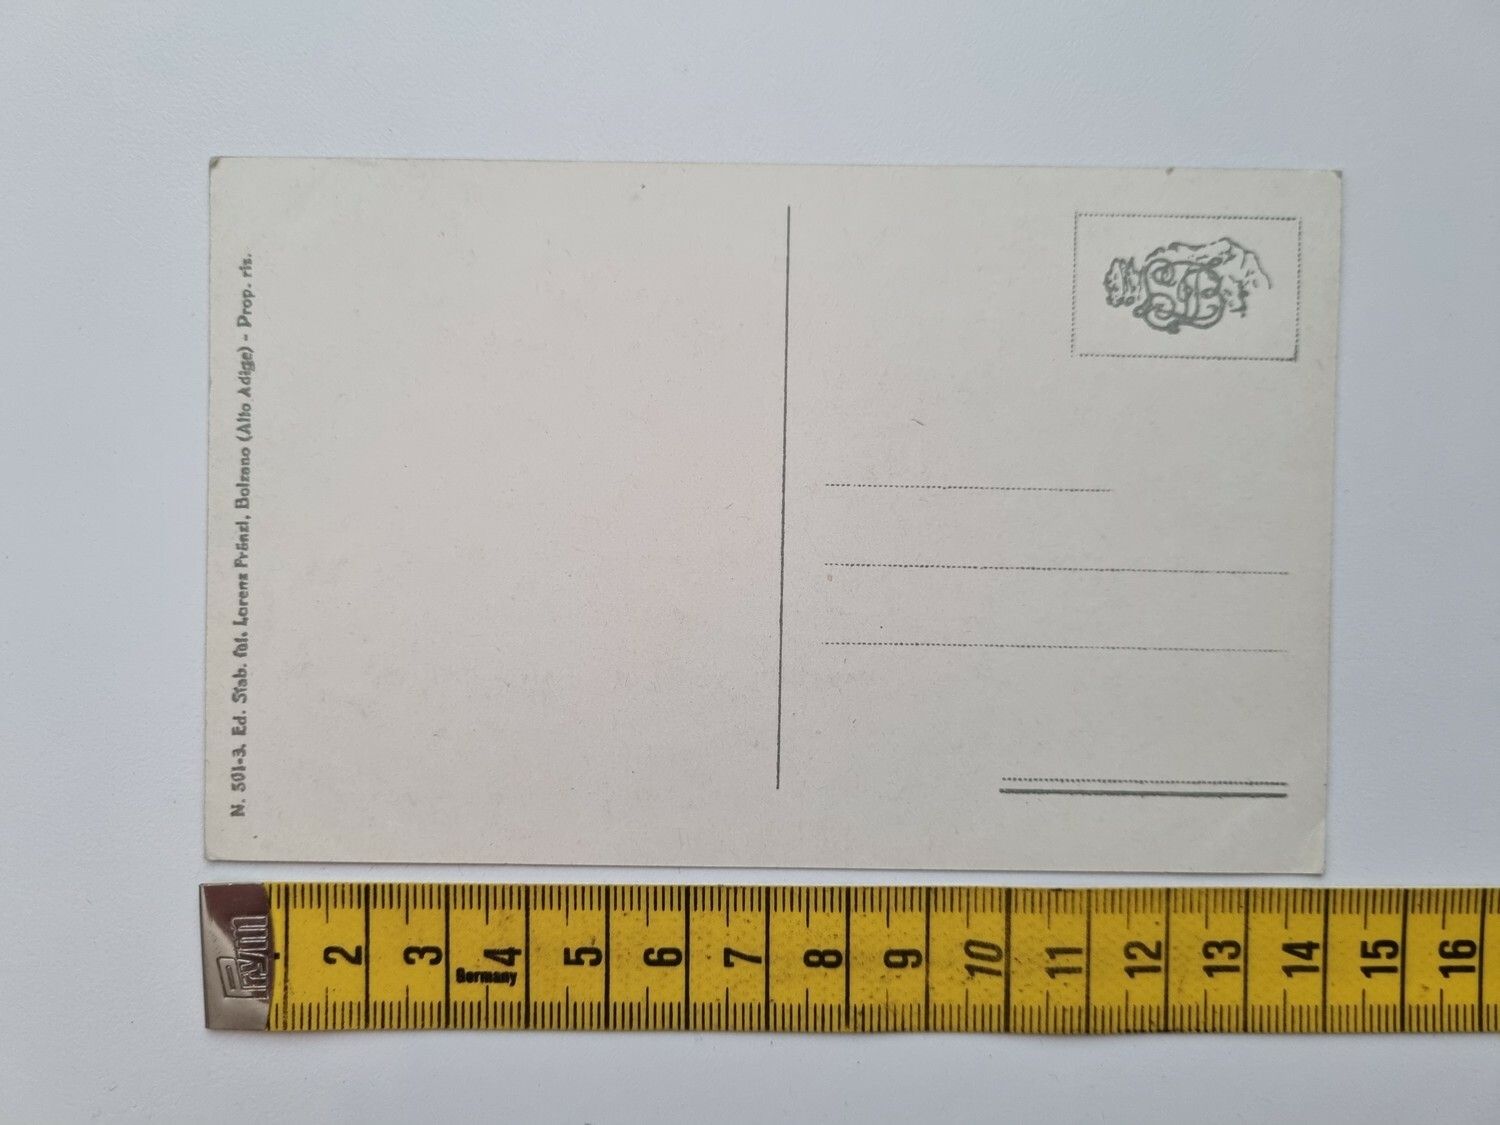 N. 501-3. Ed. Stab. fot. Lorenz Fränzl, Bolzano (Alto Adige) - Prop. ris.
Prym
2 3 4 5 6 7 8 9 10 11 12 13 14 15 16
Germany